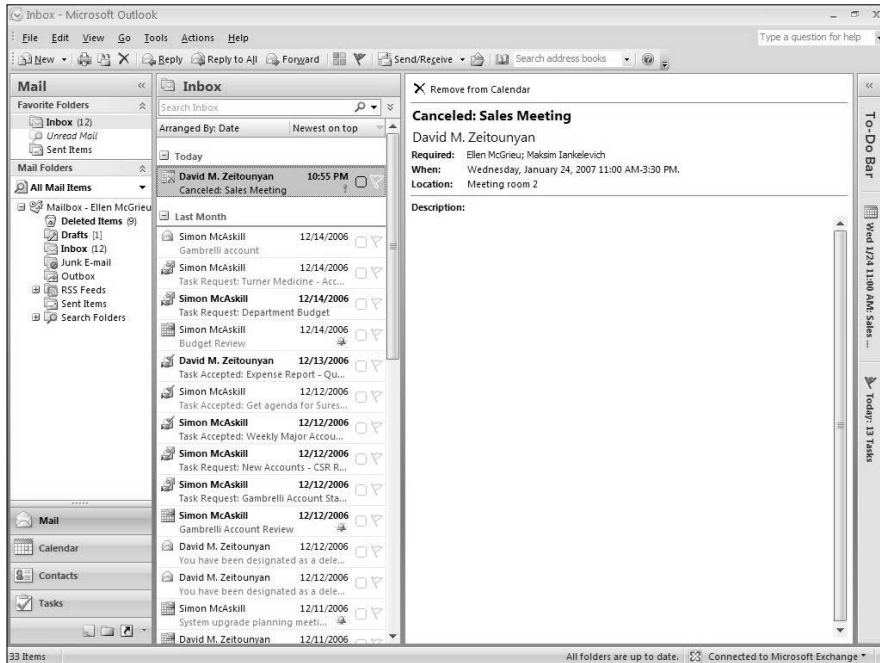 Inbox - Microsoft Outlook
File Edit View Go Tools Actions Help
Type a question for help
New Reply Reply to All Forward Send/Receive Search address books
Mail
Favorite Folders
Inbox (12)
Unread Mail
Sent Items
Mail Folders
All Mail Items
Mailbox - Ellen McGrieu
Deleted Items (9)
Drafts [1]
Inbox (12)
Junk E-mail
Outbox
RSS Feeds
Sent Items
Search Folders
Mail
Calendar
Contacts
Tasks
Inbox
Search Inbox
Arranged By: Date Newest on top
Today
David M. Zeitounyan 10:55 PM
Canceled: Sales Meeting
Last Month
Simon McAskill 12/14/2006
Gambrelli account
Simon McAskill 12/14/2006
Task Request: Turner Medicine - Acc...
Simon McAskill 12/14/2006
Task Request: Department Budget
Simon McAskill 12/14/2006
Budget Review
David M. Zeitounyan 12/13/2006
Task Accepted: Expense Report - Qu...
Simon McAskill 12/12/2006
Task Accepted: Get agenda for Sures...
Simon McAskill 12/12/2006
Task Accepted: Weekly Major Accou...
Simon McAskill 12/12/2006
Task Request: New Accounts - CSR R...
Simon McAskill 12/12/2006
Task Request: Gambrelli Account Sta...
Simon McAskill 12/12/2006
Gambrelli Account Review
David M. Zeitounyan 12/12/2006
You have been designated as a dele...
David M. Zeitounyan 12/12/2006
You have been designated as a dele...
Simon McAskill 12/11/2006
System upgrade planning meeti...
David M. Zeitounyan 12/11/2006
Remove from Calendar
Canceled: Sales Meeting
David M. Zeitounyan
Required: Ellen McGrieu; Maksim Iankelevich
When: Wednesday, January 24, 2007 11:00 AM-3:30 PM.
Location: Meeting room 2
Description:
To-Do Bar
Wed 1/24 11:00 AM: Sales ...
Today: 13 Tasks
33 Items
All folders are up to date. Connected to Microsoft Exchange